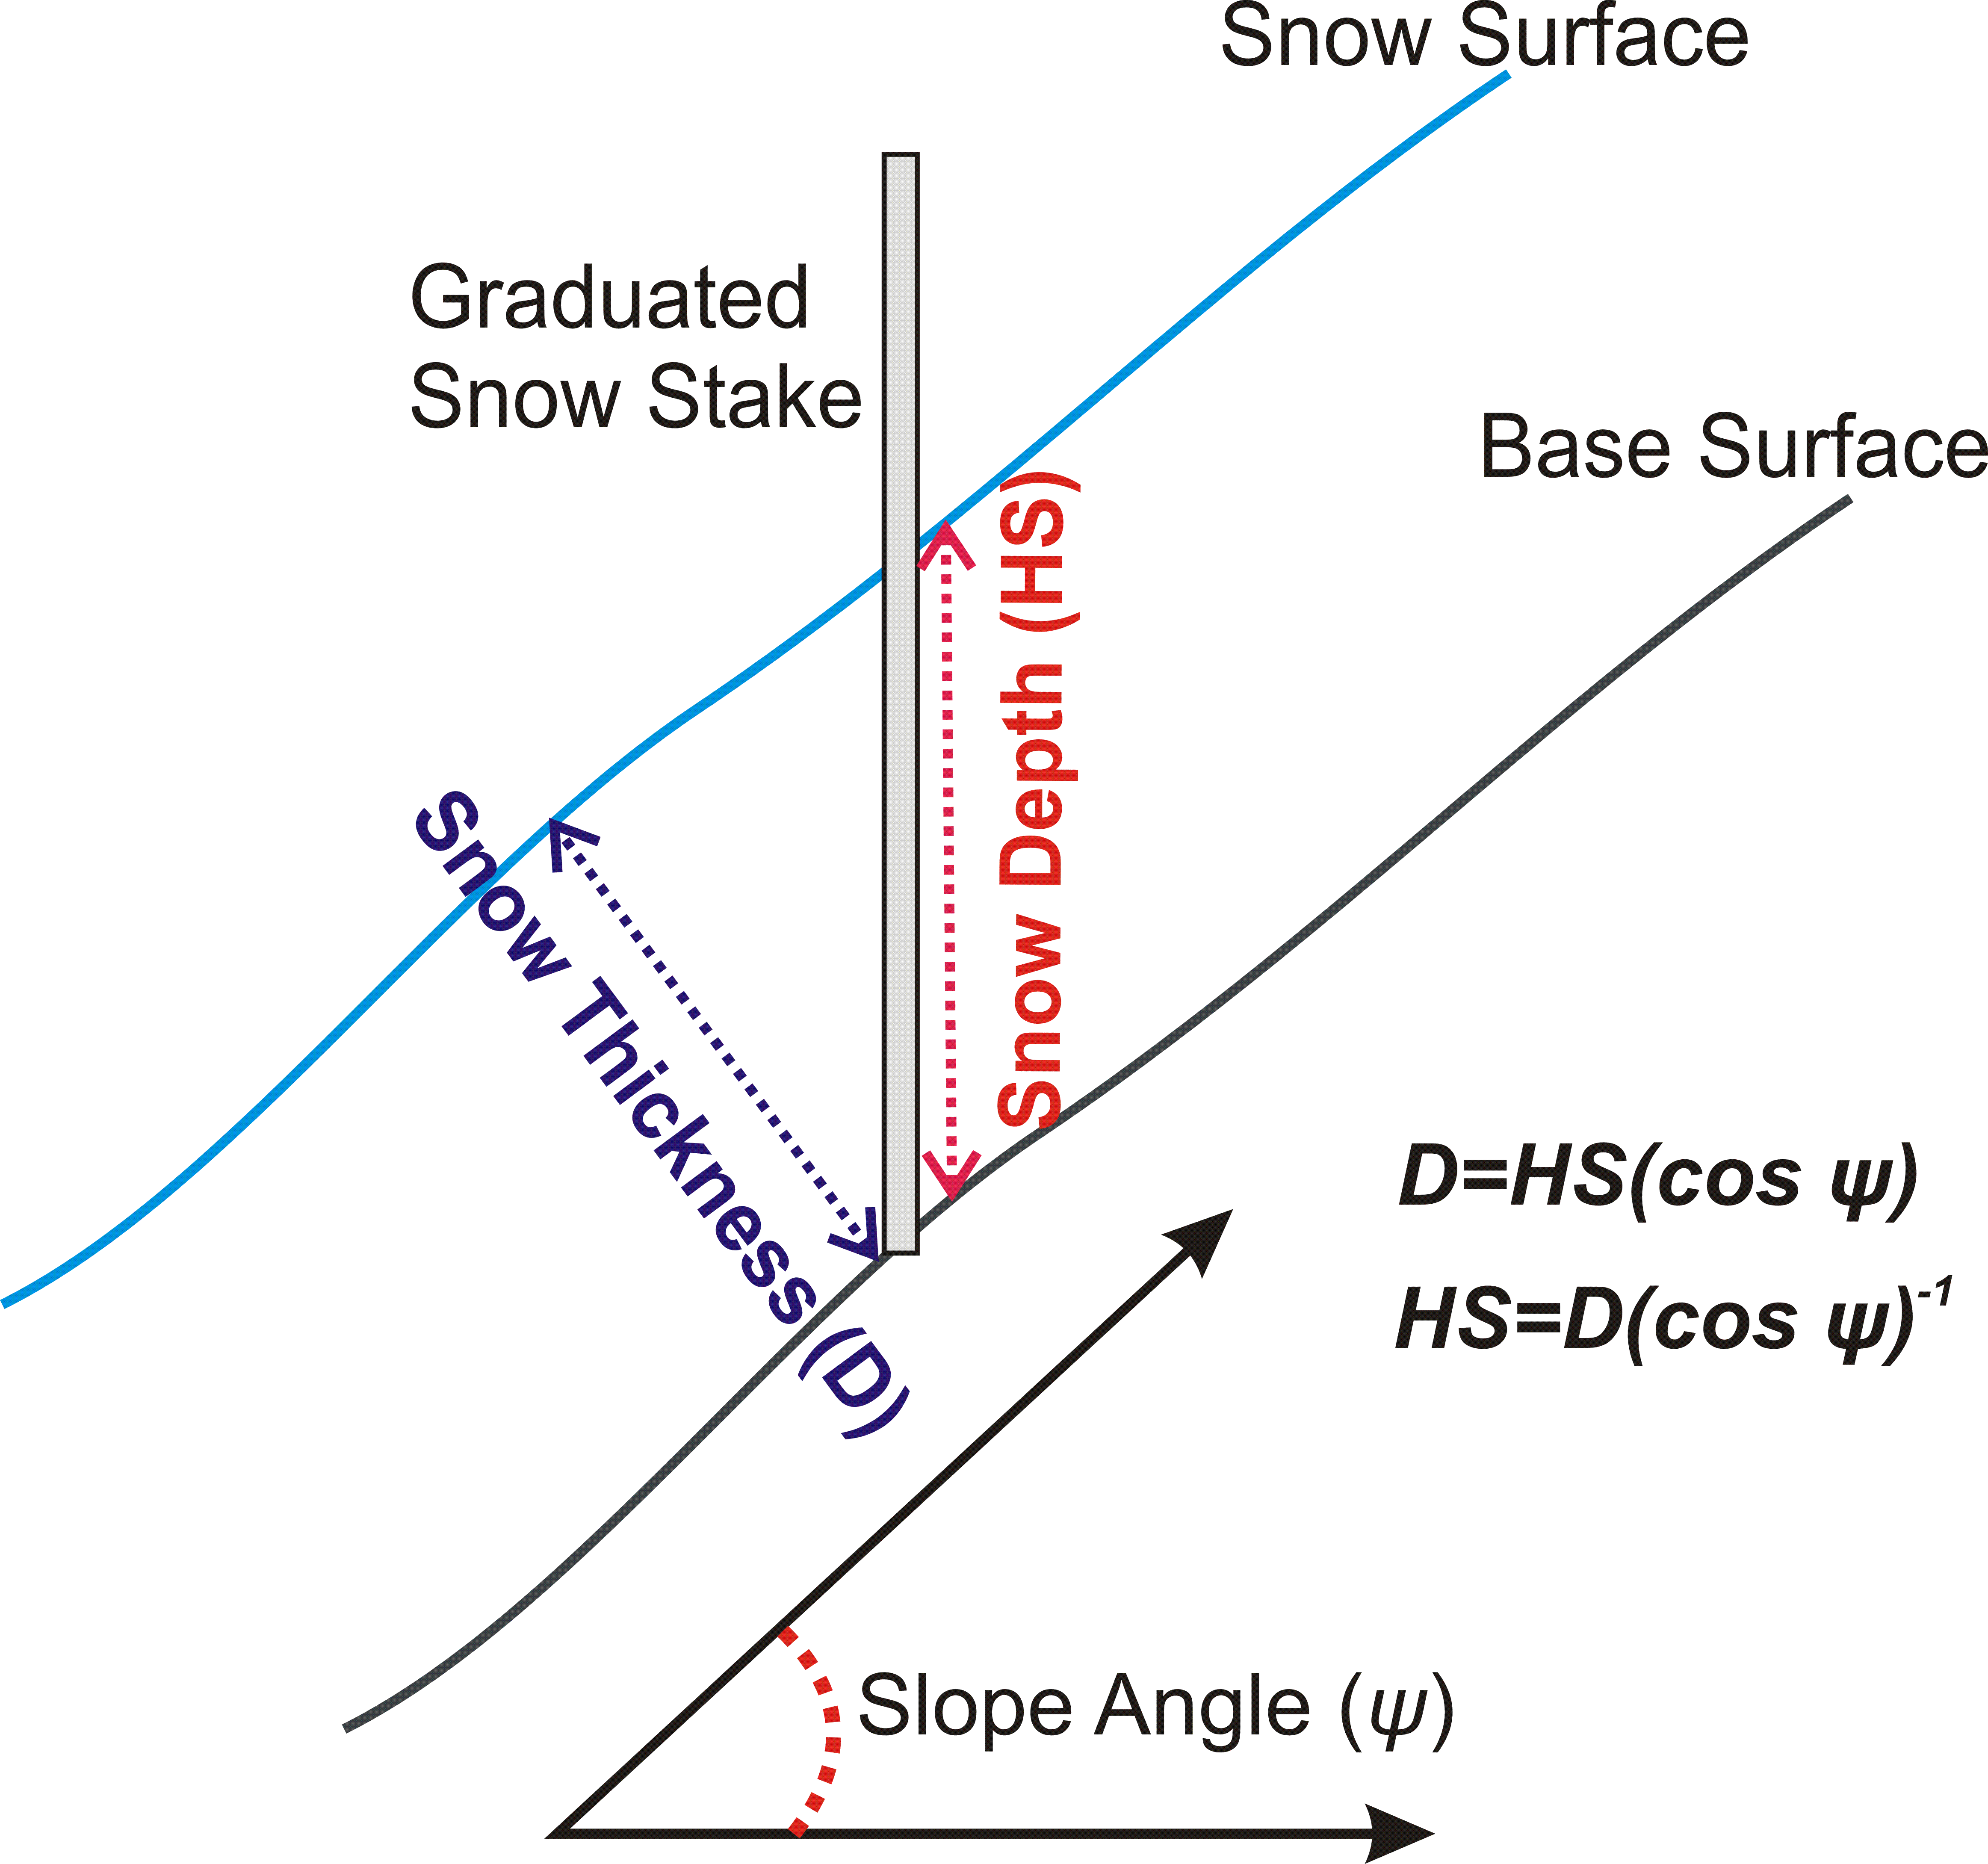 Snow Surface
Graduated
Snow Stake
Base Surface
Snow Depth (HS)
Snow Thickness (D)
D=HS(cos ψ)
HS=D(cos ψ)⁻¹
Slope Angle (ψ)